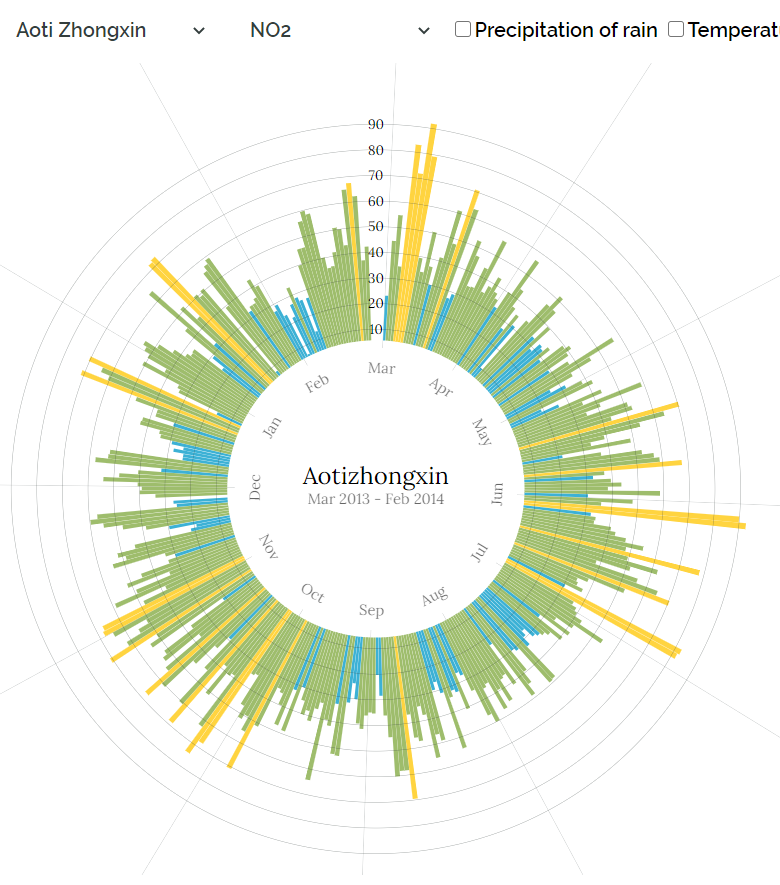 Aoti Zhongxin NO2 Precipitation of rain Temperat
90
80
70
60
50
40
30
20
10
Mar
Apr
May
Jun
Jul
Aug
Sep
Oct
Nov
Dec
Jan
Feb
Aotizhongxin
Mar 2013 - Feb 2014